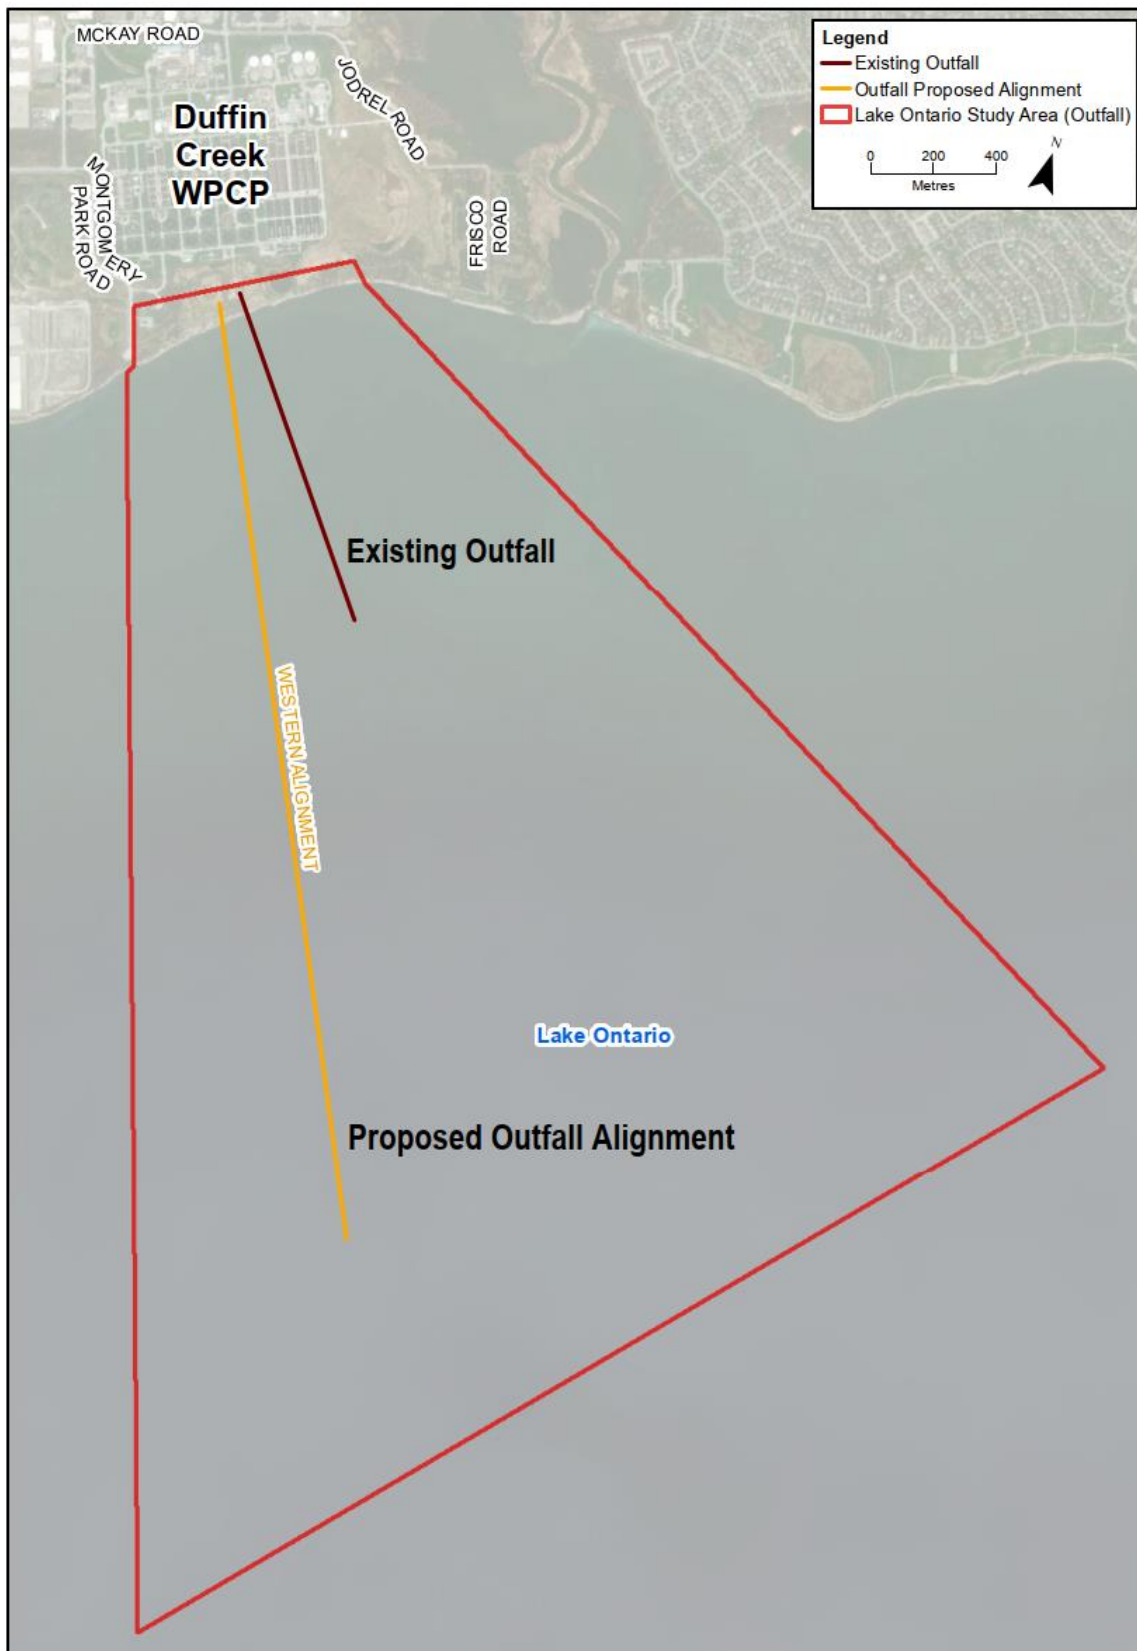 MCKAY ROAD
JODREL ROAD
Duffin
Creek
WPCP
MONTGOMERY
PARK ROAD
FRISCO
ROAD
Legend
Existing Outfall
Outfall Proposed Alignment
Lake Ontario Study Area (Outfall)
N
0 200 400
Metres
Existing Outfall
WESTERN ALIGNMENT
Lake Ontario
Proposed Outfall Alignment